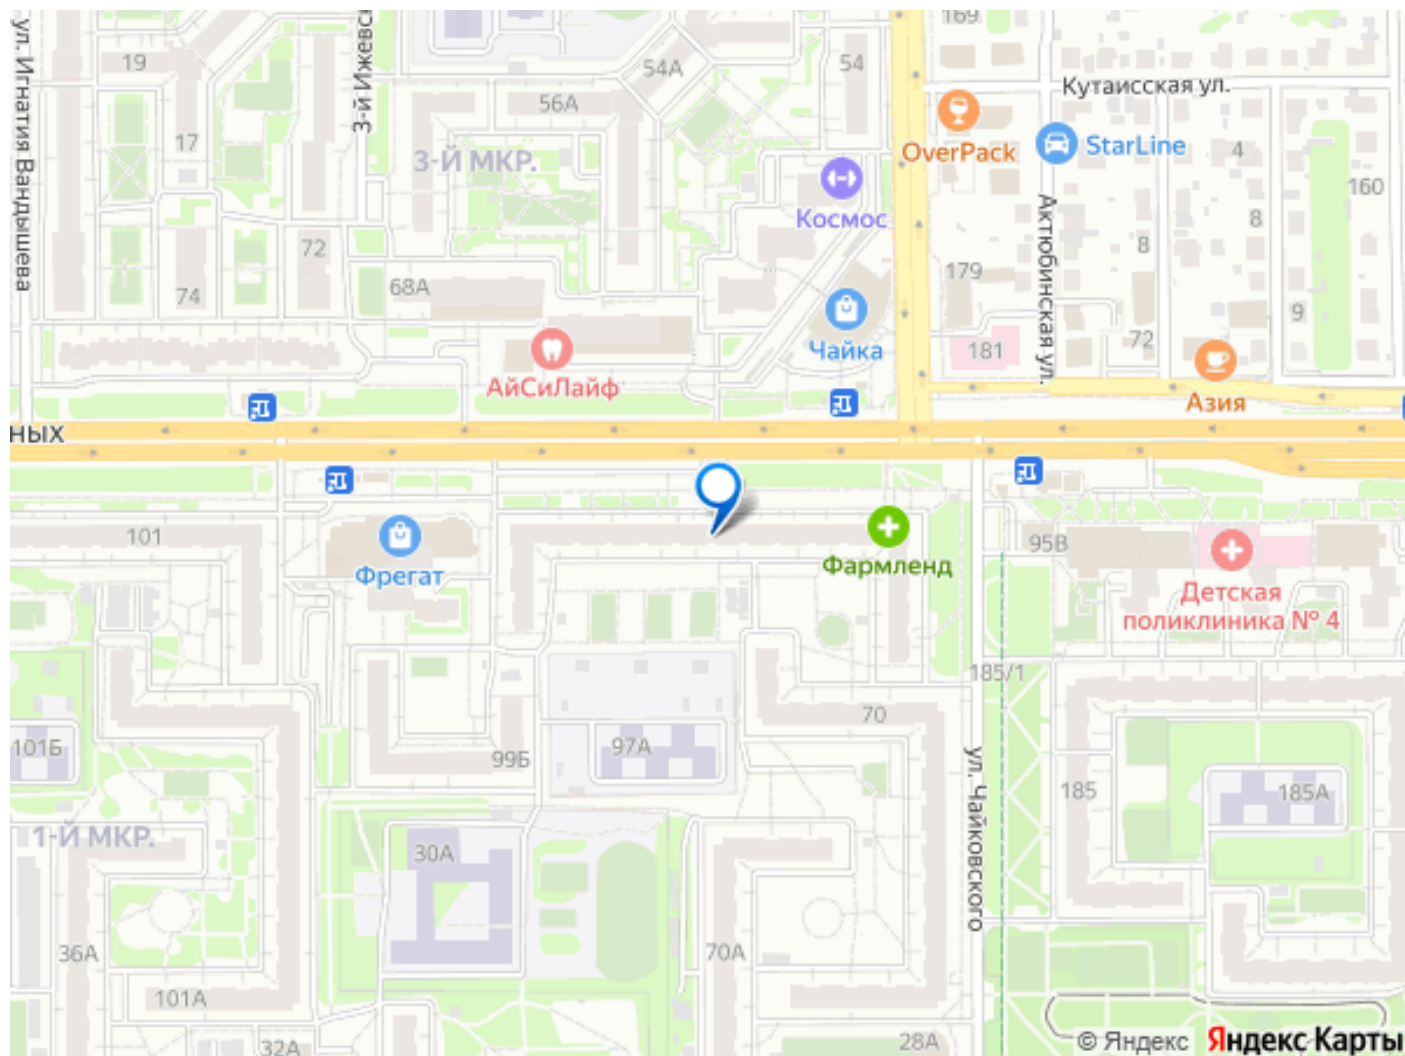 169
ул. Игнатия Вандышева
19
3-й Ижевс
54А
54
Кутаисская ул.
56А
OverPack
StarLine
17
4
3-Й МКР.
160
Космос
Актюбинская ул.
8
8
72
179
74
68А
9
72
181
Чайка
АйСиЛайф
Азия
ных
101
Фрегат
Фармленд
95В
Детская
поликлиника № 4
185/1
70
101Б
99Б
97А
ул. Чайковского
185
185А
1-Й МКР.
30А
36А
70А
101А
32А
28А
© Яндекс Яндекс Карты